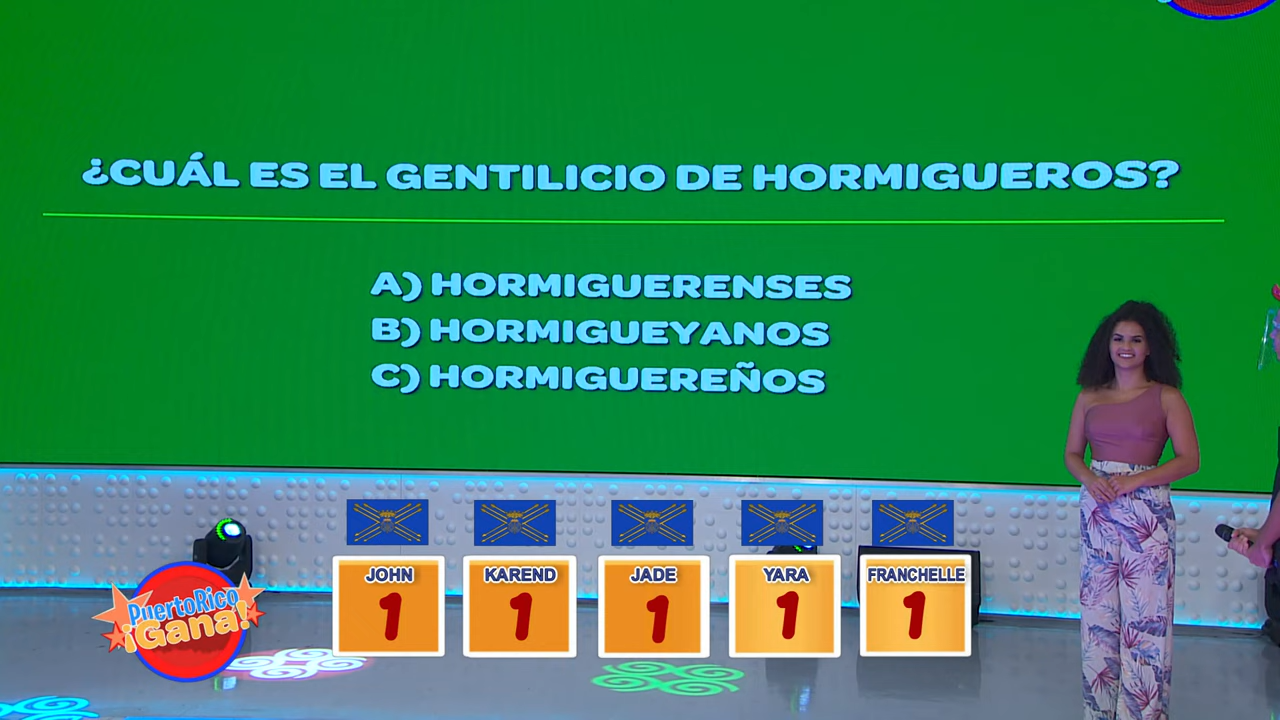 ¿CUÁL ES EL GENTILICIO DE HORMIGUEROS?
A) HORMIGUERENSES
B) HORMIGUEYANOS
C) HORMIGUEREÑOS
JOHN
1
KAREND
1
JADE
1
YARA
1
FRANCHELLE
1
PuertoRico
¡Gana!